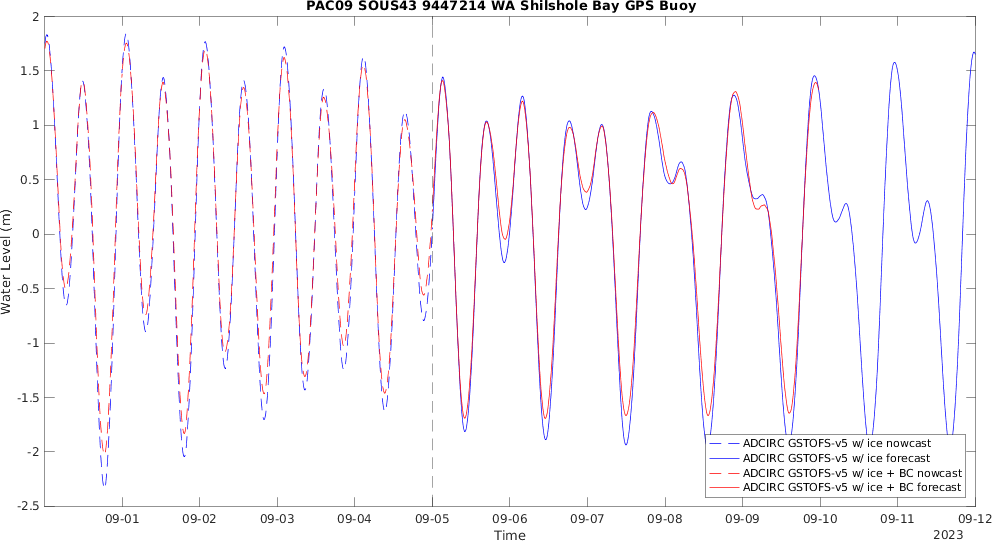 PAC09 SOUS43 9447214 WA Shilshole Bay GPS Buoy
2
1.5
1
0.5
0
-0.5
-1
-1.5
-2
-2.5
Water Level (m)
ADCIRC GSTOFS-v5 w/ ice nowcast
ADCIRC GSTOFS-v5 w/ ice forecast
ADCIRC GSTOFS-v5 w/ ice + BC nowcast
ADCIRC GSTOFS-v5 w/ ice + BC forecast
09-01 09-02 09-03 09-04 09-05 09-06 09-07 09-08 09-09 09-10 09-11 09-12
Time
2023